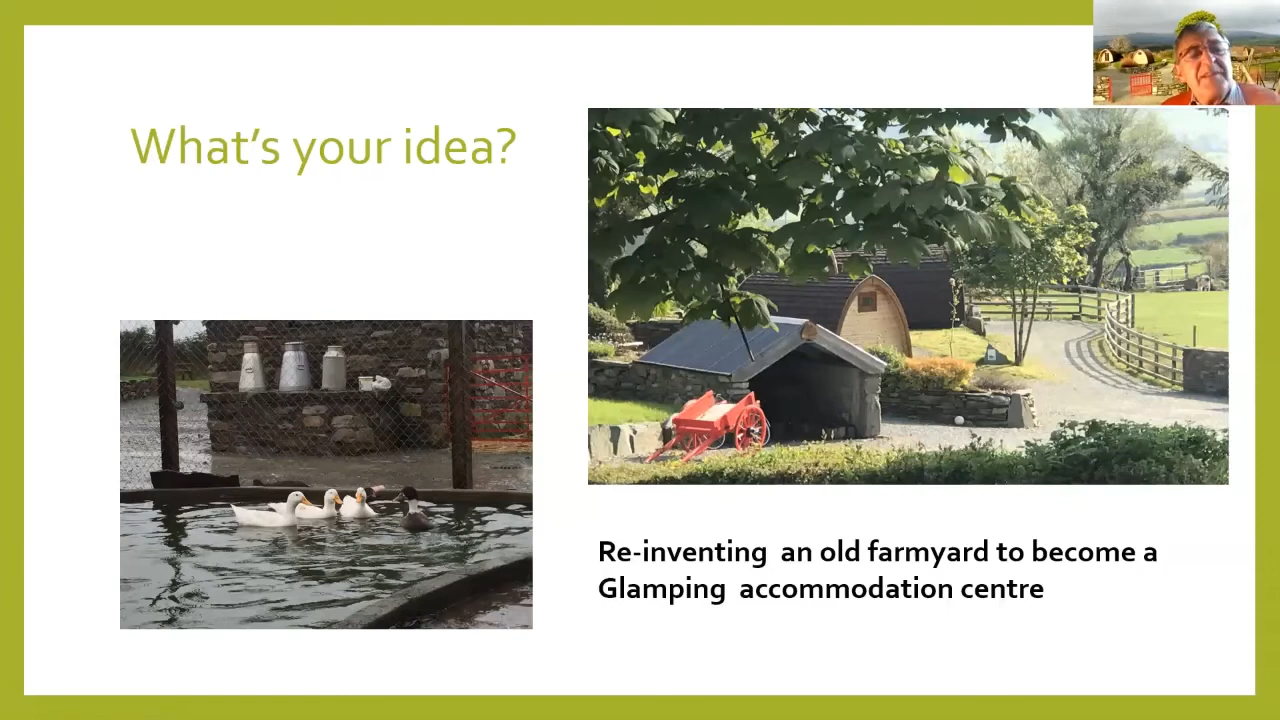 What's your idea?
Re-inventing an old farmyard to become a
Glamping accommodation centre